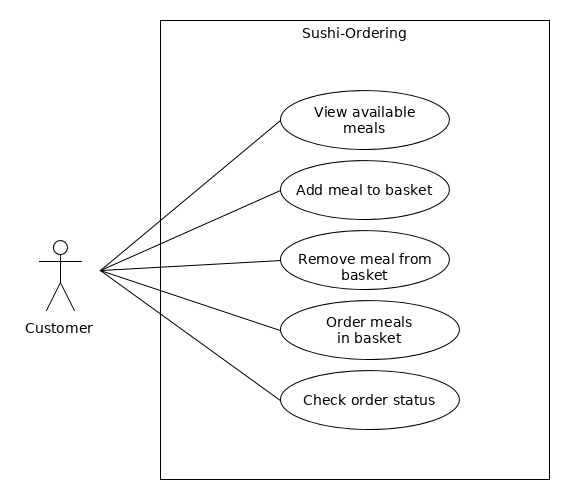 Sushi-Ordering
View available
meals
Add meal to basket
Remove meal from
basket
Order meals
in basket
Check order status
Customer